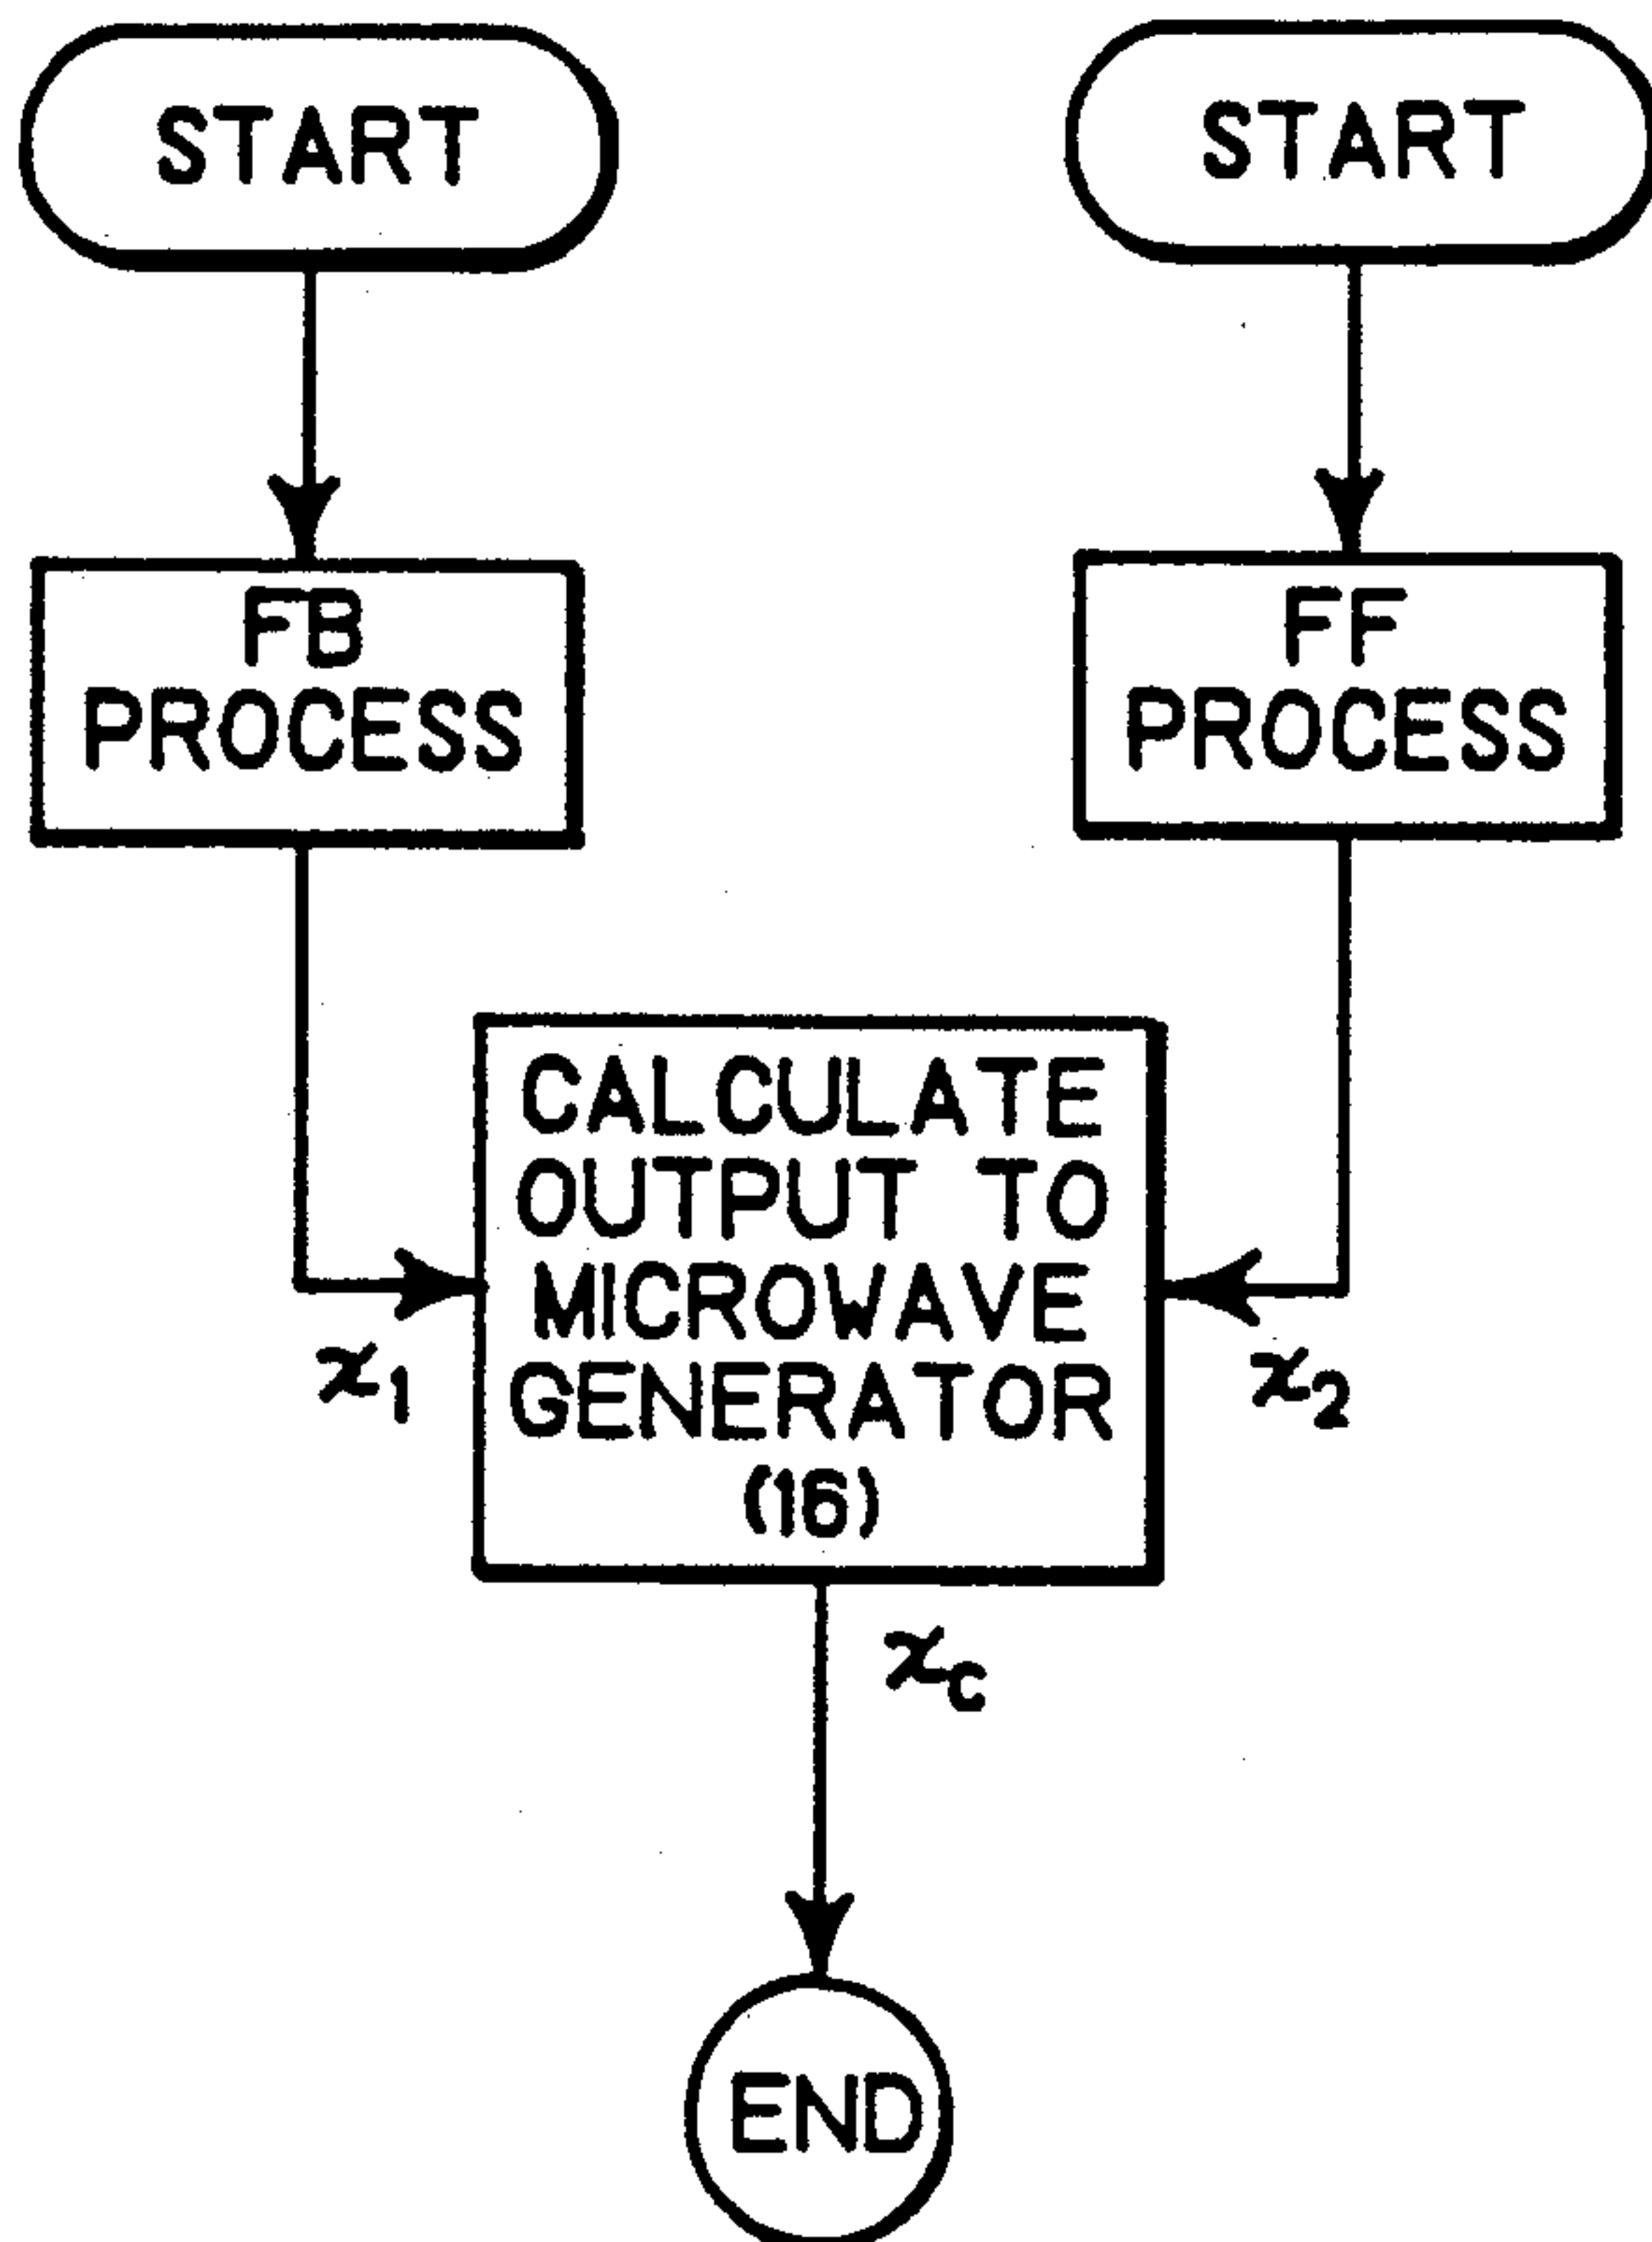 START
START
FB
PROCESS
FF
PROCESS
CALCULATE
OUTPUT TO
MICROWAVE
GENERATOR
(16)
x1
x2
xc
END